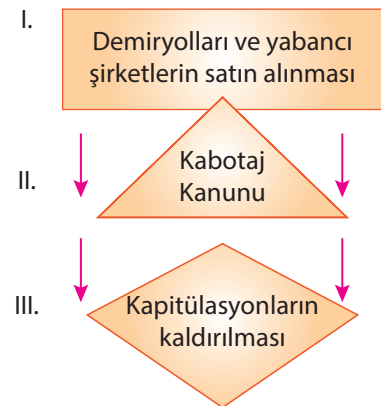 I.
Demiryolları ve yabancı
şirketlerin satın alınması
II.
Kabotaj
Kanunu
III.
Kapitülasyonların
kaldırılması